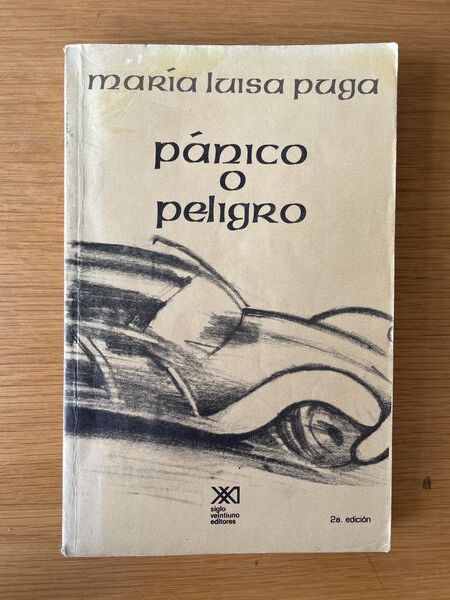 maría luisa puga
pánico
o
peligro
XXI
siglo
veintiuno
editores
2a. edición